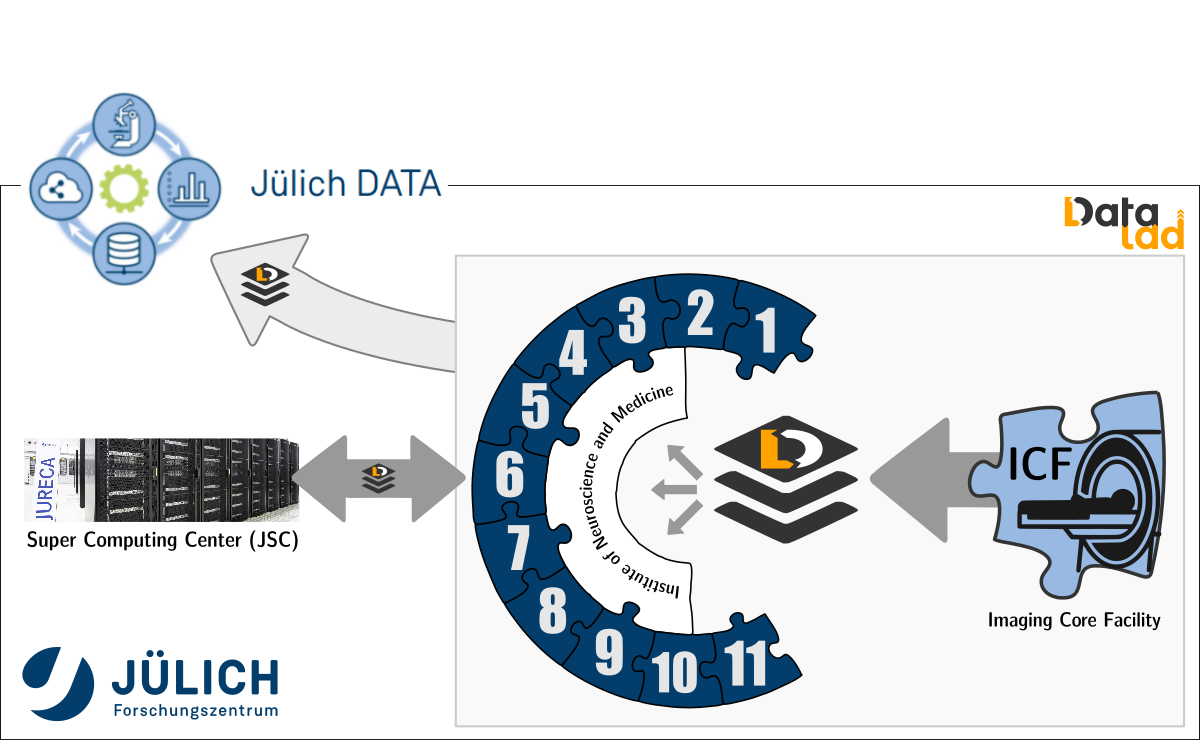 Jülich DATA
Data
lad
1
2
3
4
5
6
7
8
9
10
11
Institute of Neuroscience and Medicine
ICF
Imaging Core Facility
JURECA
Super Computing Center (JSC)
JÜLICH
Forschungszentrum